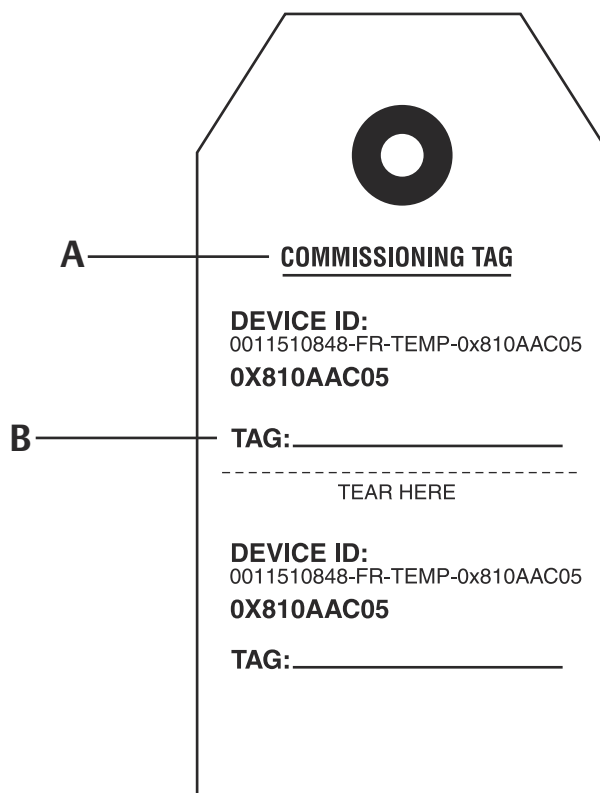 A
COMMISSIONING TAG
DEVICE ID:
0011510848-FR-TEMP-0x810AAC05
0X810AAC05
B
TAG:
TEAR HERE
DEVICE ID:
0011510848-FR-TEMP-0x810AAC05
0X810AAC05
TAG: